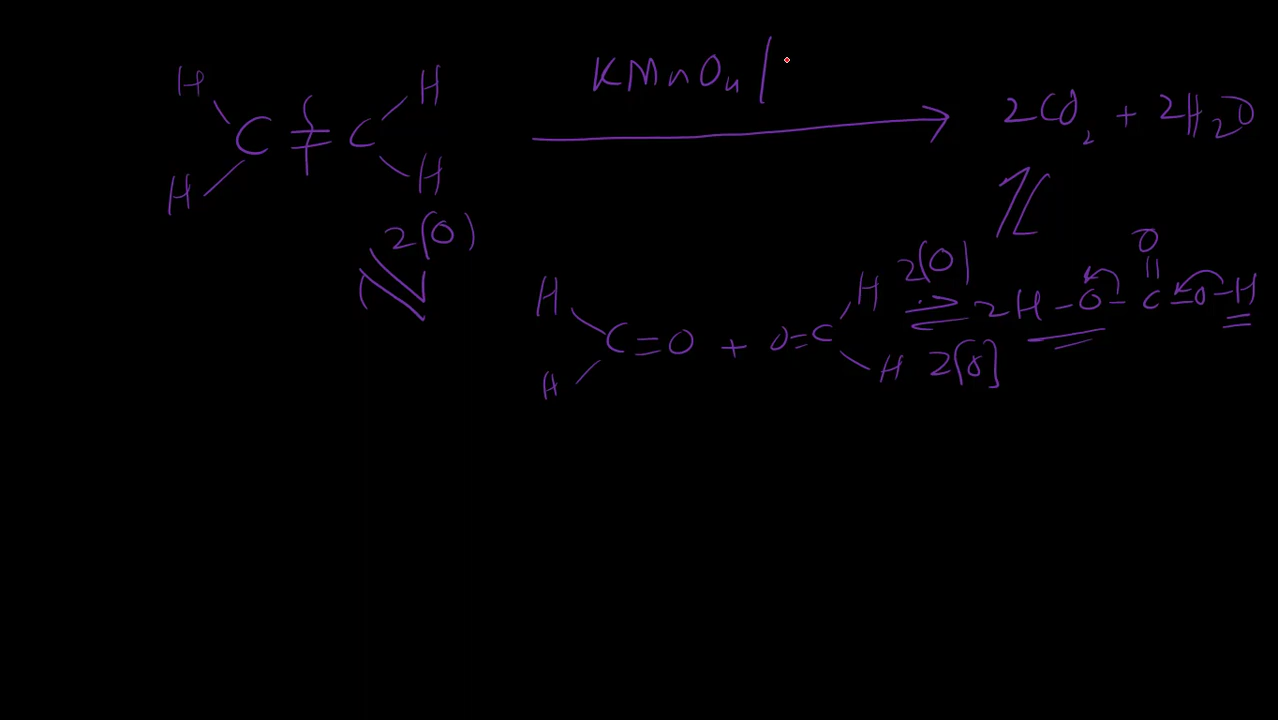 H H KMnO4 |
C = C 2CO2 + 2H2O
H H
2(O)
H H 2(O) O
C=O + O=C 2H-O-C-O-H
H H 2[O]